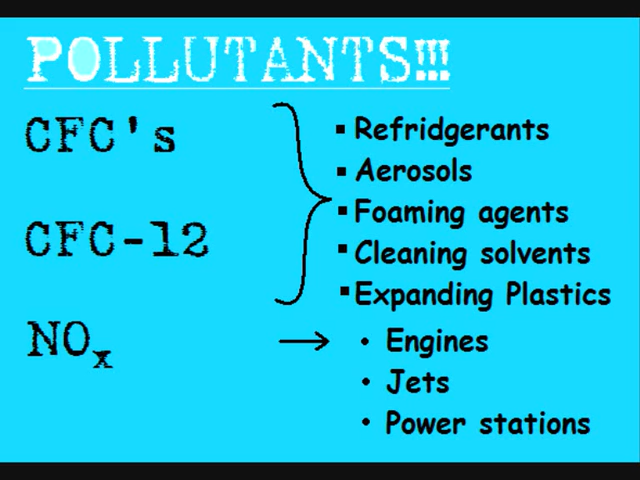 POLLUTANTS!!!
CFC's
CFC-12
▪ Refridgerants
▪ Aerosols
▪ Foaming agents
▪ Cleaning solvents
▪ Expanding Plastics
NOx
→
• Engines
• Jets
• Power stations